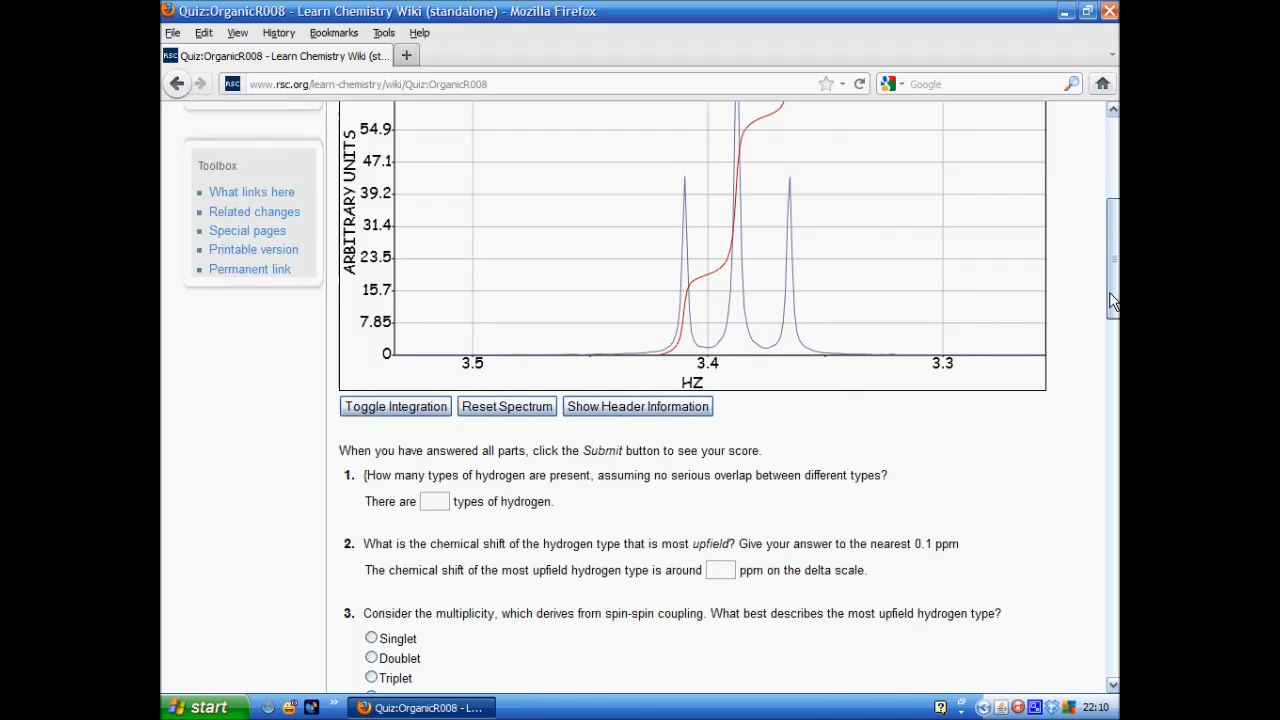 Quiz:OrganicR008 - Learn Chemistry Wiki (standalone) - Mozilla Firefox
File Edit View History Bookmarks Tools Help
RSC Quiz:OrganicR008 - Learn Chemistry Wiki (st... +
RSC www.rsc.org/learn-chemistry/wiki/Quiz:OrganicR008 Google
Toolbox
What links here
Related changes
Special pages
Printable version
Permanent link
ARBITRARY UNITS
54.9
47.1
39.2
31.4
23.5
15.7
7.85
0
3.5 3.4 3.3
HZ
Toggle Integration Reset Spectrum Show Header Information
When you have answered all parts, click the Submit button to see your score.
1. {How many types of hydrogen are present, assuming no serious overlap between different types?
There are types of hydrogen.
2. What is the chemical shift of the hydrogen type that is most upfield? Give your answer to the nearest 0.1 ppm
The chemical shift of the most upfield hydrogen type is around ppm on the delta scale.
3. Consider the multiplicity, which derives from spin-spin coupling. What best describes the most upfield hydrogen type?
Singlet
Doublet
Triplet
start » Quiz:OrganicR008 - L... ? « 22:10